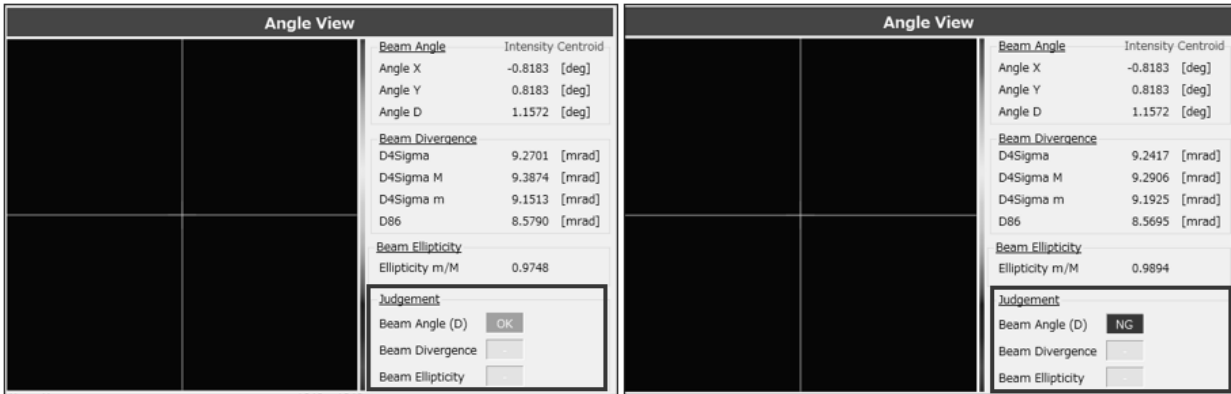 Angle View
Beam Angle Intensity Centroid
Angle X -0.8183 [deg]
Angle Y 0.8183 [deg]
Angle D 1.1572 [deg]
Beam Divergence
D4Sigma 9.2701 [mrad]
D4Sigma M 9.3874 [mrad]
D4Sigma m 9.1513 [mrad]
D86 8.5790 [mrad]
Beam Ellipticity
Ellipticity m/M 0.9748
Judgement
Beam Angle (D) OK
Beam Divergence -
Beam Ellipticity -
Angle View
Beam Angle Intensity Centroid
Angle X -0.8183 [deg]
Angle Y 0.8183 [deg]
Angle D 1.1572 [deg]
Beam Divergence
D4Sigma 9.2417 [mrad]
D4Sigma M 9.2906 [mrad]
D4Sigma m 9.1925 [mrad]
D86 8.5695 [mrad]
Beam Ellipticity
Ellipticity m/M 0.9894
Judgement
Beam Angle (D) NG
Beam Divergence -
Beam Ellipticity -